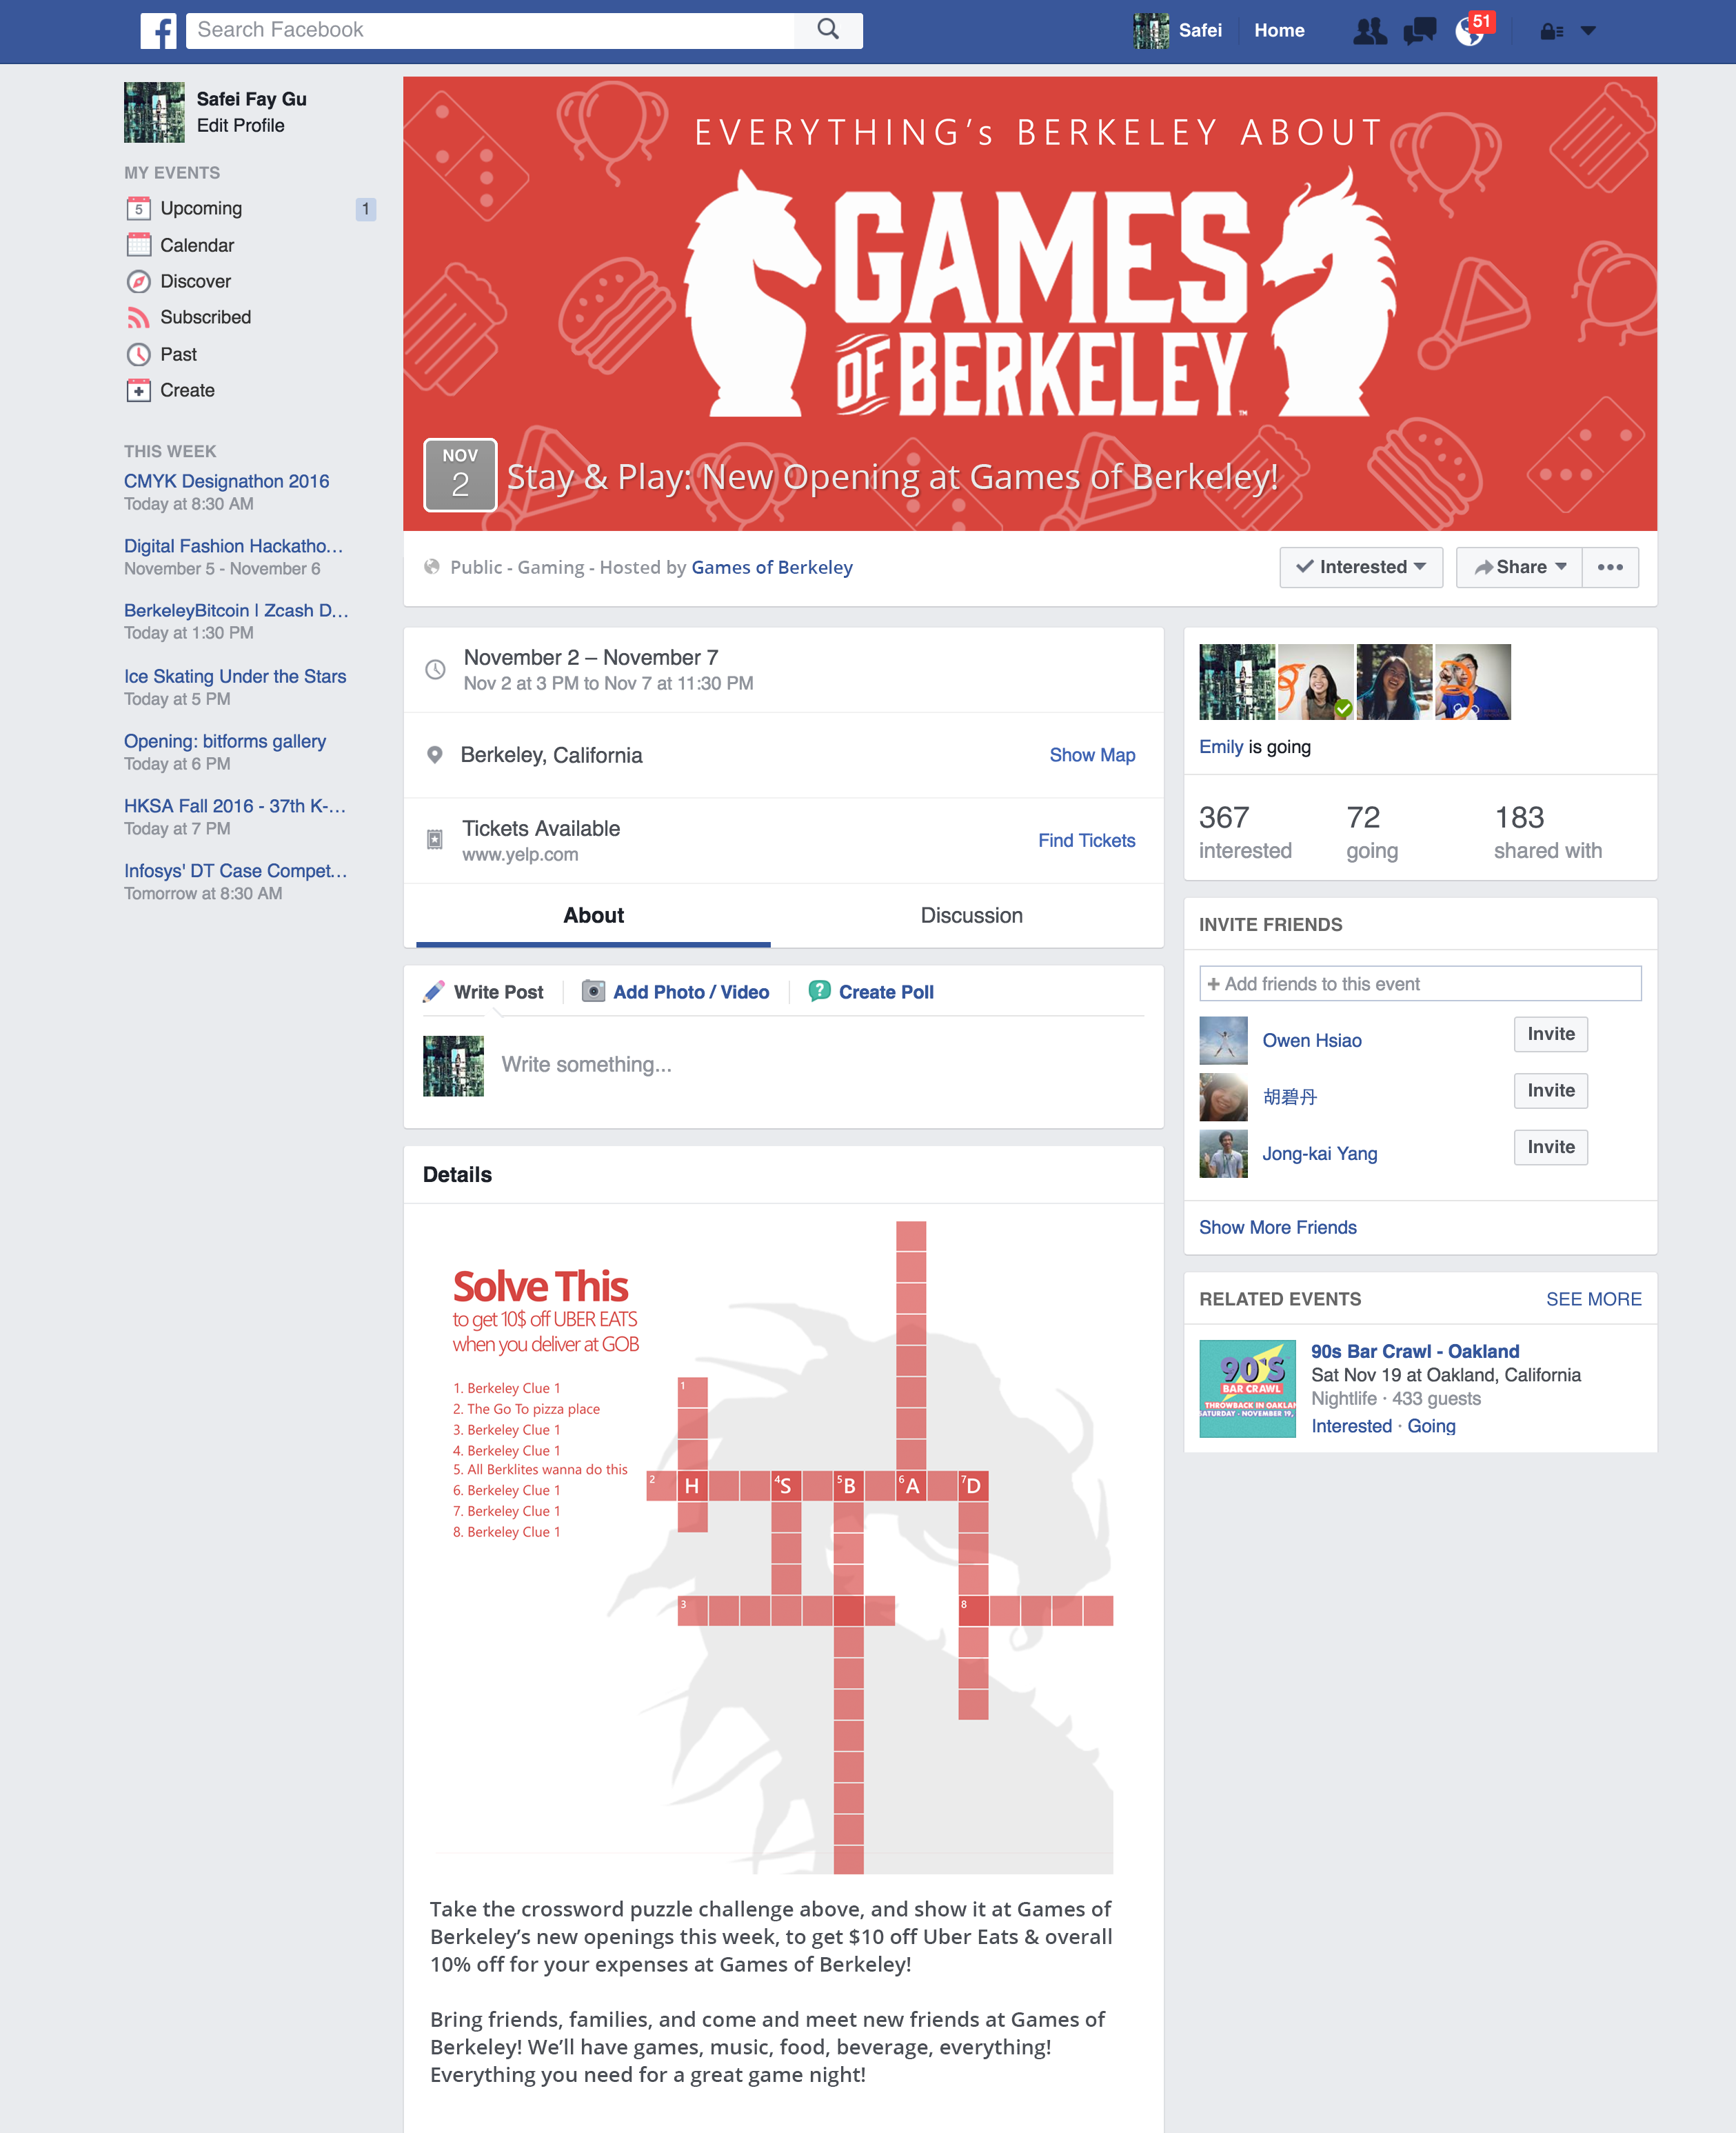 Search Facebook
Safei
Home
51
Safei Fay Gu
Edit Profile
MY EVENTS
5
Upcoming
1
Calendar
Discover
Subscribed
Past
Create
THIS WEEK
CMYK Designathon 2016
Today at 8:30 AM
Digital Fashion Hackatho...
November 5 - November 6
BerkeleyBitcoin | Zcash D...
Today at 1:30 PM
Ice Skating Under the Stars
Today at 5 PM
Opening: bitforms gallery
Today at 6 PM
HKSA Fall 2016 - 37th K-...
Today at 7 PM
Infosys' DT Case Compet...
Tomorrow at 8:30 AM
EVERYTHING's BERKELEY ABOUT
GAMES
OF BERKELEY™
NOV
2
Stay & Play: New Opening at Games of Berkeley!
Public - Gaming - Hosted by Games of Berkeley
Interested
Share
November 2 – November 7
Nov 2 at 3 PM to Nov 7 at 11:30 PM
Berkeley, California
Show Map
Tickets Available
www.yelp.com
Find Tickets
About
Discussion
Write Post
Add Photo / Video
Create Poll
Write something...
Details
Solve This
to get 10$ off UBER EATS
when you deliver at GOB
1. Berkeley Clue 1
2. The Go To pizza place
3. Berkeley Clue 1
4. Berkeley Clue 1
5. All Berklites wanna do this
6. Berkeley Clue 1
7. Berkeley Clue 1
8. Berkeley Clue 1
1
2 H 4 S 5 B 6 A 7 D
3
8
Take the crossword puzzle challenge above, and show it at Games of
Berkeley’s new openings this week, to get $10 off Uber Eats & overall
10% off for your expenses at Games of Berkeley!
Bring friends, families, and come and meet new friends at Games of
Berkeley! We’ll have games, music, food, beverage, everything!
Everything you need for a great game night!
Emily is going
367
interested
72
going
183
shared with
INVITE FRIENDS
+ Add friends to this event
Owen Hsiao
Invite
胡碧丹
Invite
Jong-kai Yang
Invite
Show More Friends
RELATED EVENTS
SEE MORE
90'S
BAR CRAWL
THROWBACK IN OAKLAN
SATURDAY - NOVEMBER 19,
90s Bar Crawl - Oakland
Sat Nov 19 at Oakland, California
Nightlife · 433 guests
Interested · Going